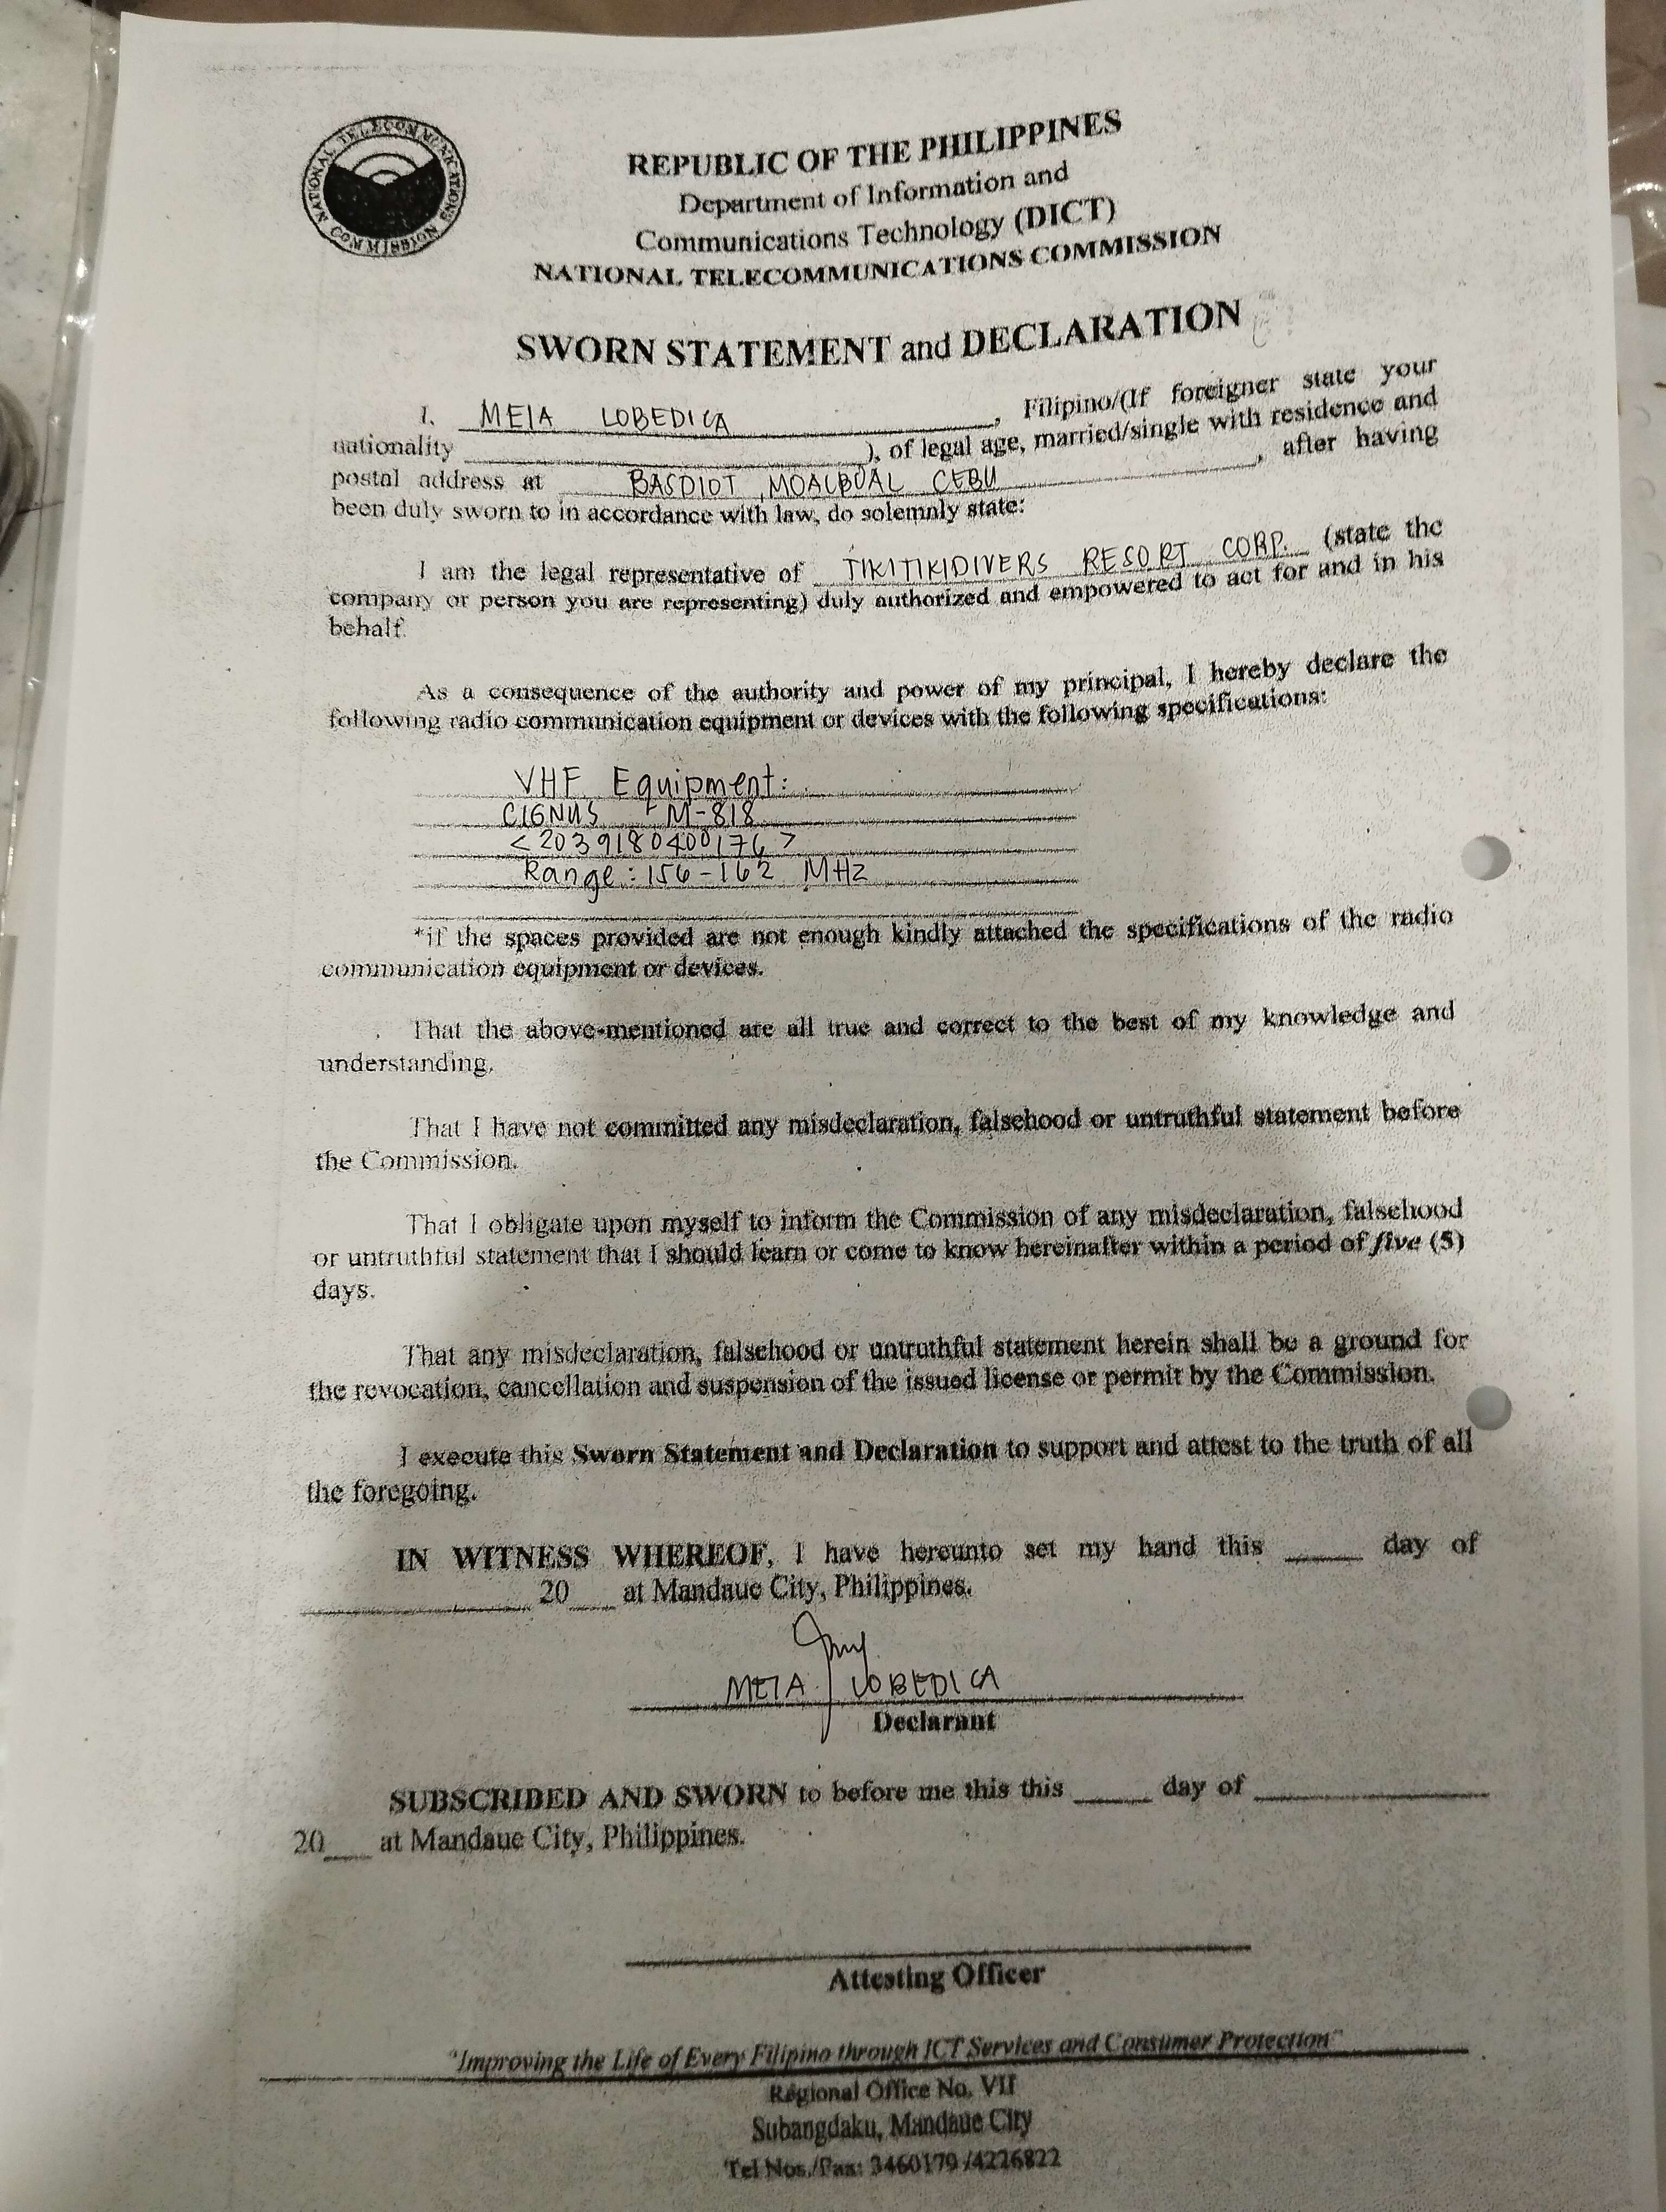 NATIONAL TELECOMMUNICATIONS COMMISSION
REPUBLIC OF THE PHILIPPINES
Department of Information and
Communications Technology (DICT)
NATIONAL TELECOMMUNICATIONS COMMISSION
SWORN STATEMENT and DECLARATION
I, MEIA LOBEDICA, Filipino/(If foreigner state your
nationality ), of legal age, married/single with residence and
postal address at BASDIOT, MOALBOAL CEBU, after having
been duly sworn to in accordance with law, do solemnly state:
I am the legal representative of TIKITIKIDIVERS RESORT CORP. (state the
company or person you are representing) duly authorized and empowered to act for and in his
behalf.
As a consequence of the authority and power of my principal, I hereby declare the
following radio communication equipment or devices with the following specifications:
VHF Equipment:
CIGNUS - M-818
<2039180400176>
Range: 156-162 MHz
*if the spaces provided are not enough kindly attached the specifications of the radio
communication equipment or devices.
That the above-mentioned are all true and correct to the best of my knowledge and
understanding.
That I have not committed any misdeclaration, falsehood or untruthful statement before
the Commission.
That I obligate upon myself to inform the Commission of any misdeclaration, falsehood
or untruthful statement that I should learn or come to know hereinafter within a period of five (5)
days.
That any misdeclaration, falsehood or untruthful statement herein shall be a ground for
the revocation, cancellation and suspension of the issued license or permit by the Commission.
I execute this Sworn Statement and Declaration to support and attest to the truth of all
the foregoing.
IN WITNESS WHEREOF, I have hereunto set my hand this ____ day of
____ 20__ at Mandaue City, Philippines.
MEIA LOBEDICA
Declarant
SUBSCRIBED AND SWORN to before me this this ____ day of ____
20__ at Mandaue City, Philippines.
Attesting Officer
"Improving the Life of Every Filipino through ICT Services and Consumer Protection"
Regional Office No. VII
Subangdaku, Mandaue City
Tel Nos./Fax: 3460179 /4226822